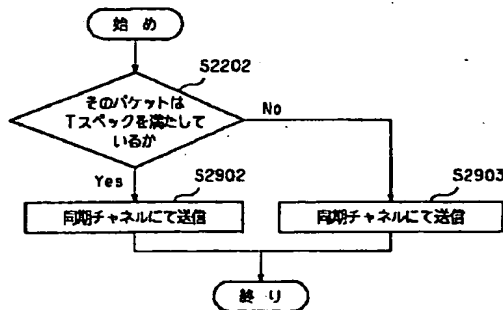 始 め
S2202
そのパケットは
Tスペックを満たして
いるか
No
Yes
S2902
S2903
同期チャネルにて送信
同期チャネルにて送信
終 り